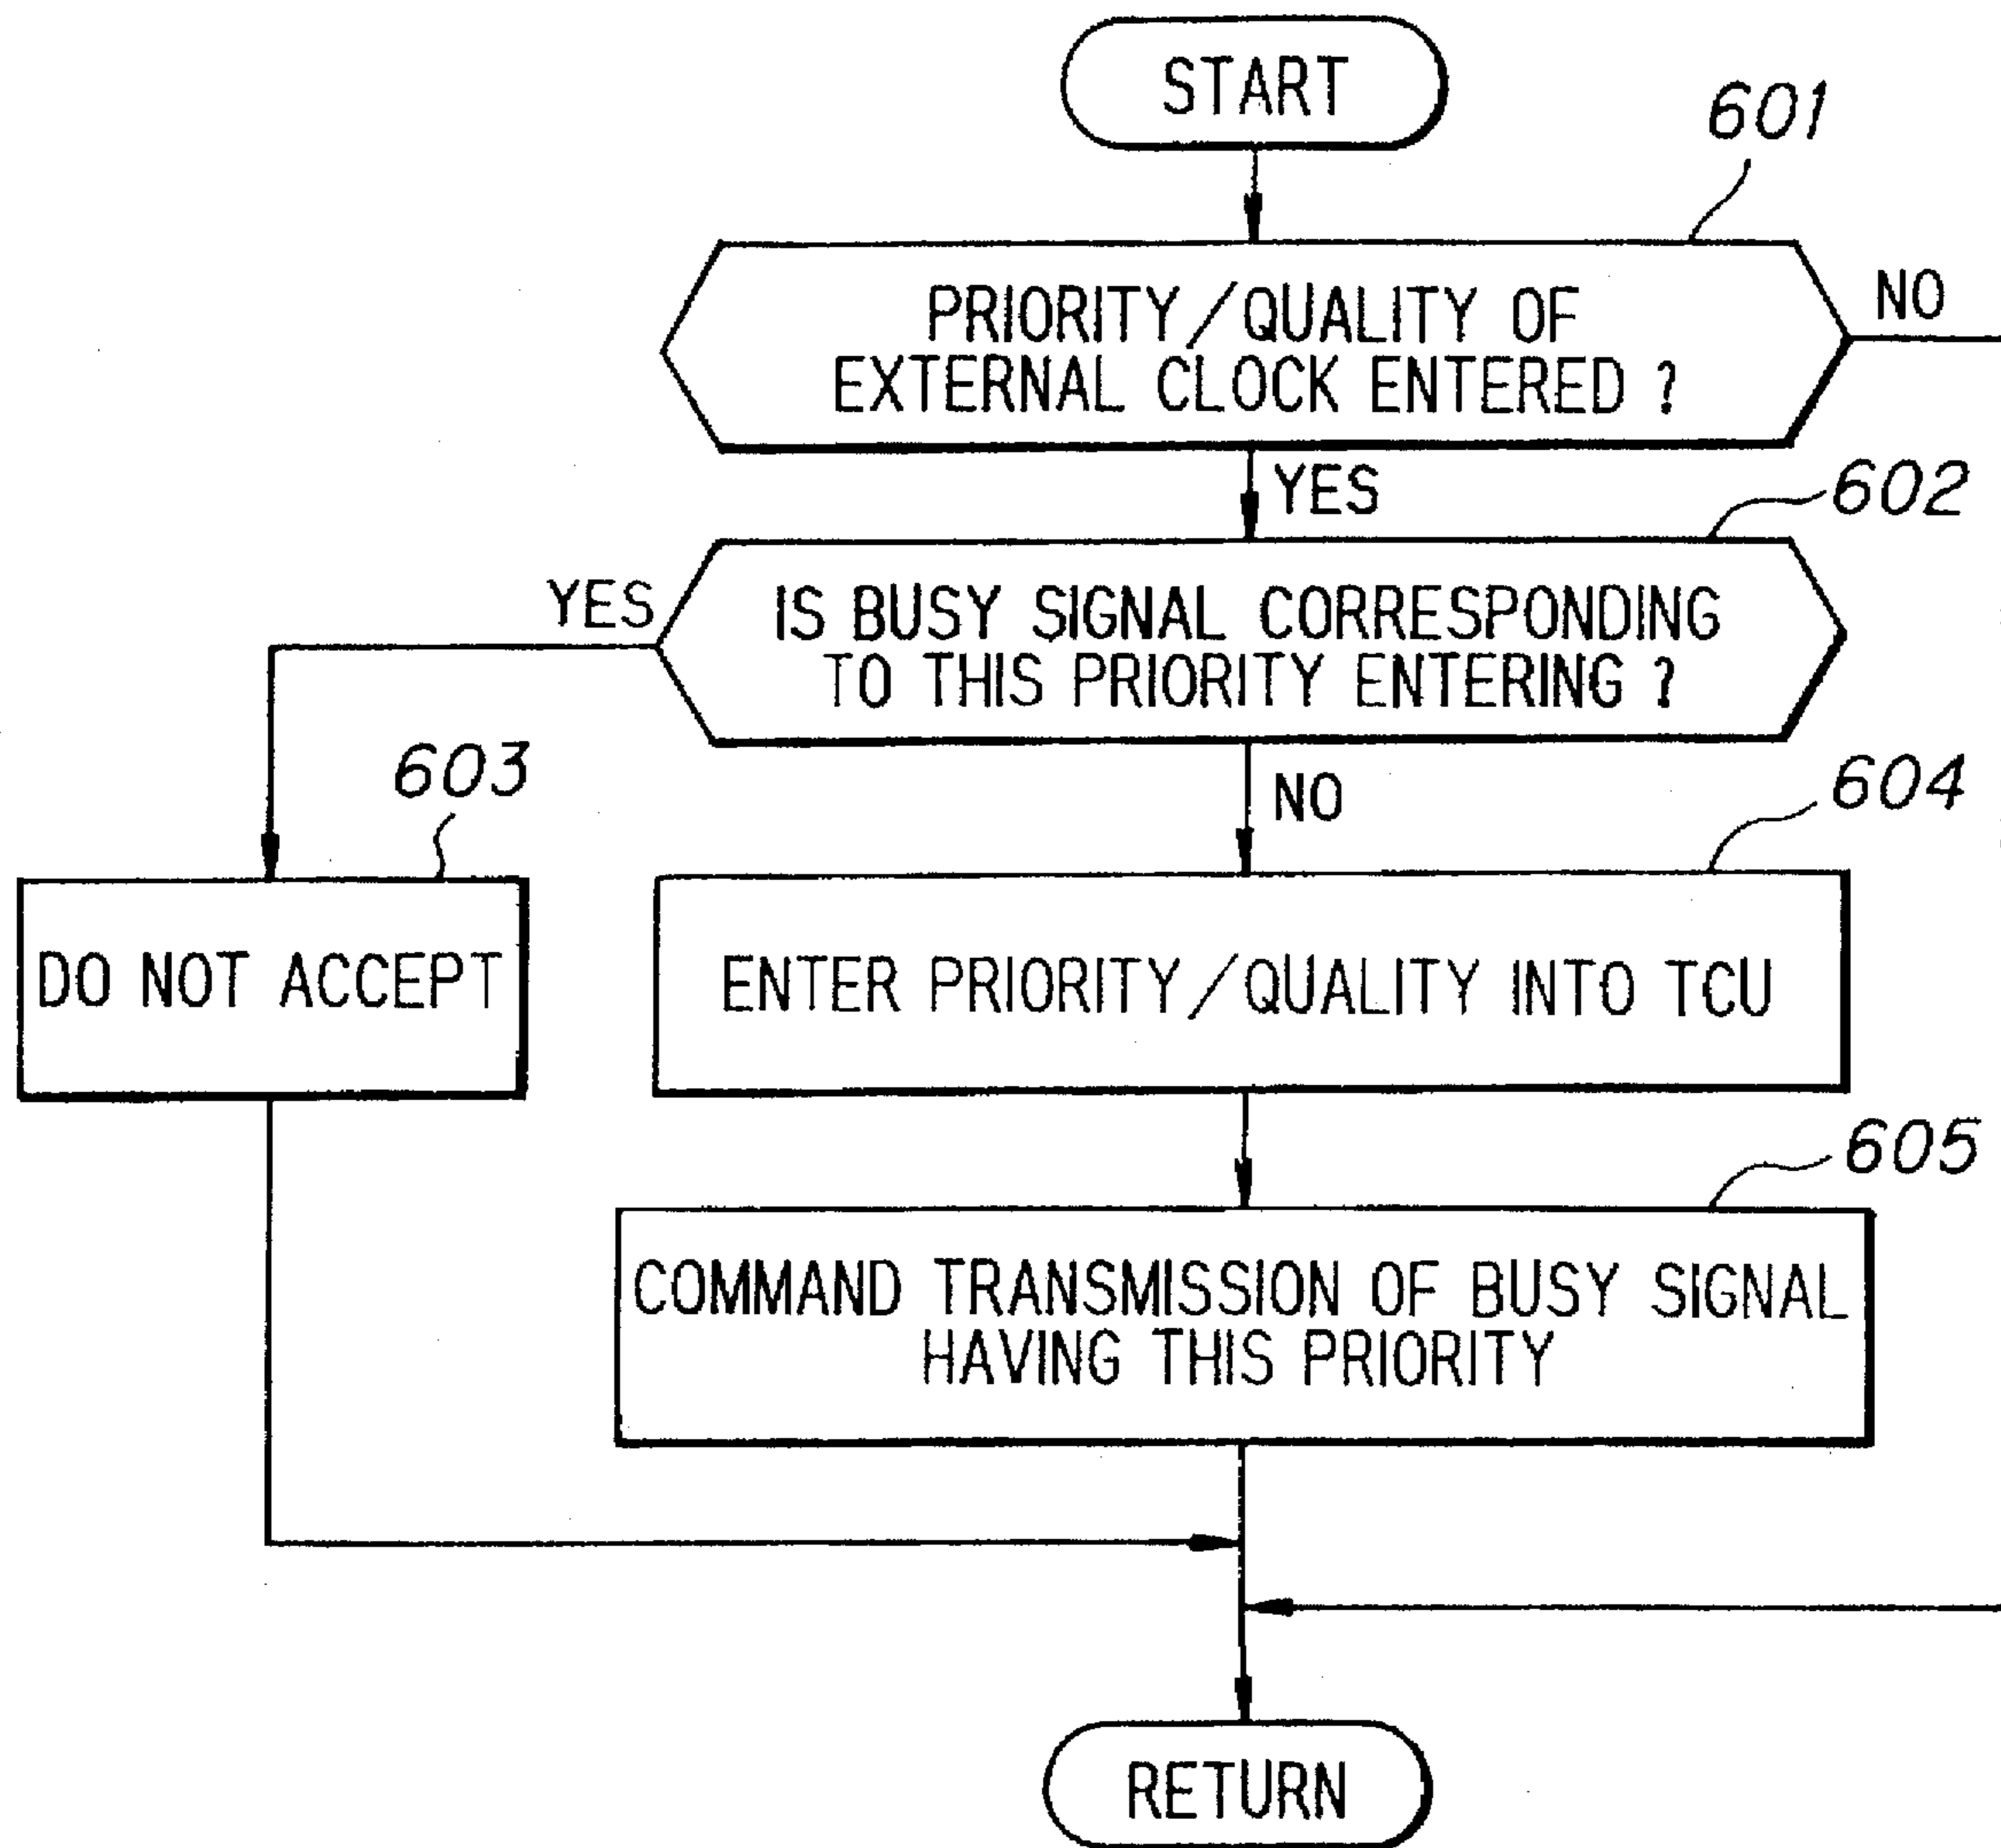 START
601
PRIORITY/QUALITY OF
EXTERNAL CLOCK ENTERED ?
NO
YES
602
YES
IS BUSY SIGNAL CORRESPONDING
TO THIS PRIORITY ENTERING ?
603
NO
604
DO NOT ACCEPT
ENTER PRIORITY/QUALITY INTO TCU
605
COMMAND TRANSMISSION OF BUSY SIGNAL
HAVING THIS PRIORITY
RETURN